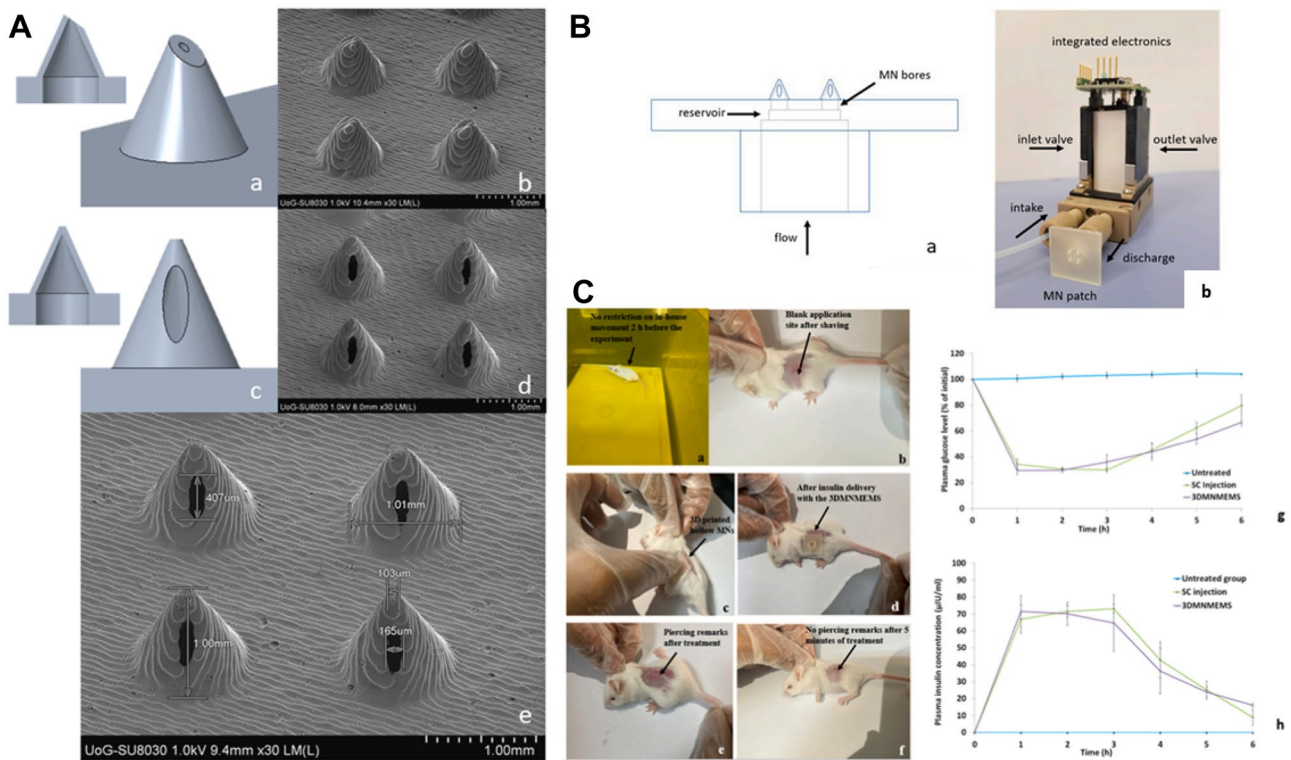 A
a
UoG-SU8030 1.0kV 10.4mm x30 LM(L)
1.00mm
b
c
UoG-SU8030 1.0kV 8.0mm x30 LM(L)
1.00mm
d
407um
1.01mm
103um
1.00mm
165um
e
UoG-SU8030 1.0kV 9.4mm x30 LM(L)
1.00mm
B
MN bores
reservoir
flow
a
integrated electronics
inlet valve
outlet valve
intake
discharge
MN patch
b
C
No restriction on in-house
movement 2 h before the
experiment
a
Blank application
site after shaving
b
3D printed
hollow MNs
c
After insulin delivery
with the 3DMNMEMS
d
Piercing remarks
after treatment
e
No piercing remarks after 5
minutes of treatment
f
Plasma glucose level (% of initial)
120
100
80
60
40
20
0
0 1 2 3 4 5 6
Time (h)
Untreated
SC Injection
3DMNMEMS
g
Plasma insulin concentration (µIU/ml)
100
90
80
70
60
50
40
30
20
10
0
0 1 2 3 4 5 6
Time (h)
Untreated group
SC injection
3DMNMEMS
h